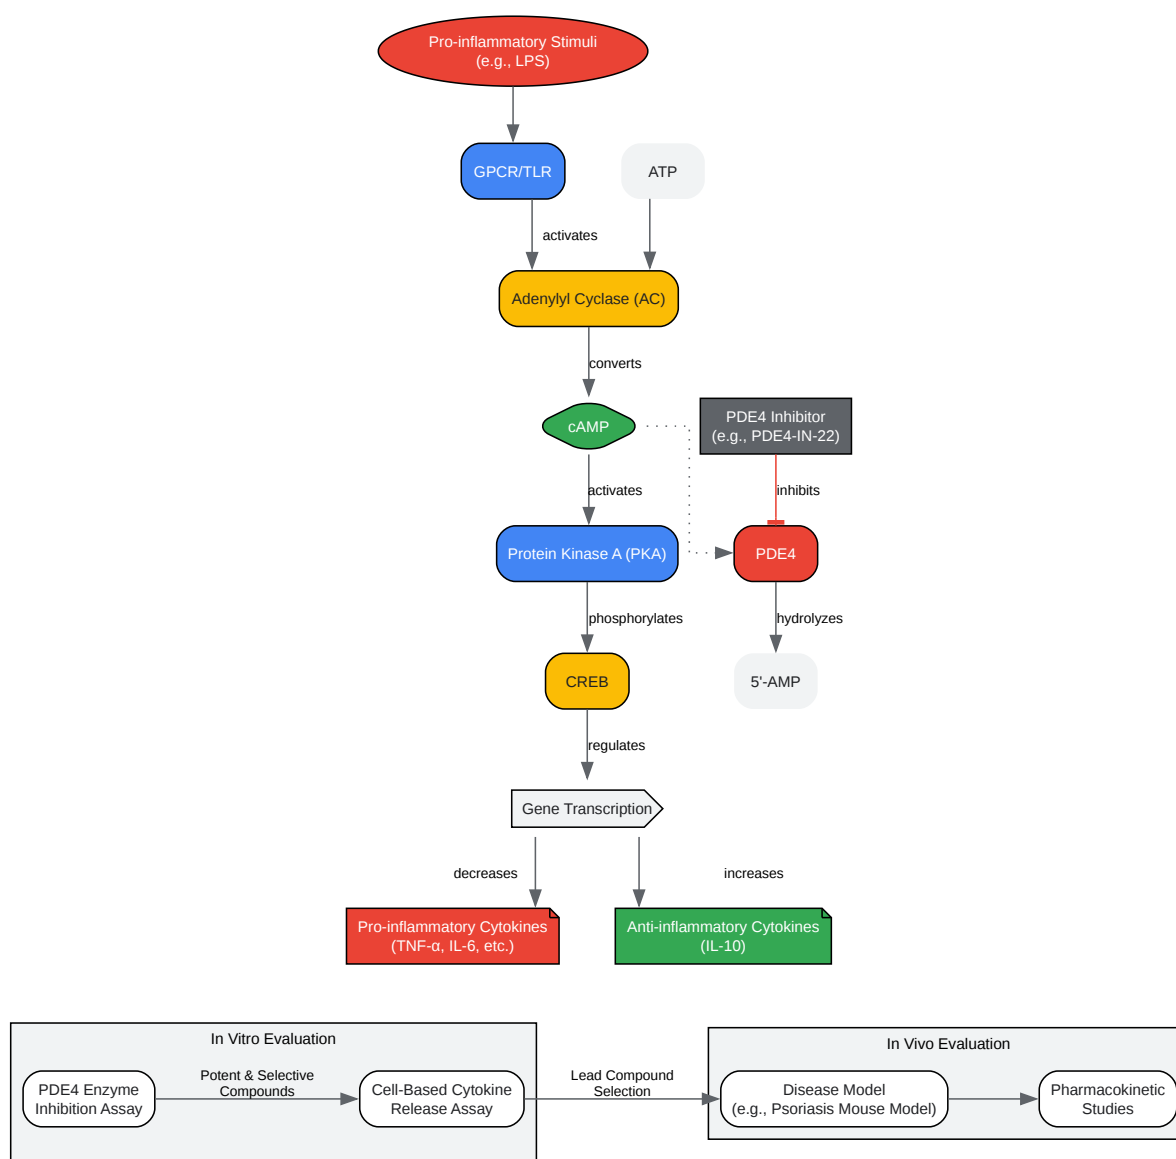 Pro-inflammatory Stimuli
(e.g., LPS)
GPCR/TLR
ATP
activates
Adenylyl Cyclase (AC)
converts
cAMP
PDE4 Inhibitor
(e.g., PDE4-IN-22)
activates
inhibits
Protein Kinase A (PKA)
PDE4
phosphorylates
hydrolyzes
CREB
5'-AMP
regulates
Gene Transcription
decreases
increases
Pro-inflammatory Cytokines
(TNF-α, IL-6, etc.)
Anti-inflammatory Cytokines
(IL-10)
In Vitro Evaluation
PDE4 Enzyme
Inhibition Assay
Potent & Selective
Compounds
Cell-Based Cytokine
Release Assay
Lead Compound
Selection
In Vivo Evaluation
Disease Model
(e.g., Psoriasis Mouse Model)
Pharmacokinetic
Studies